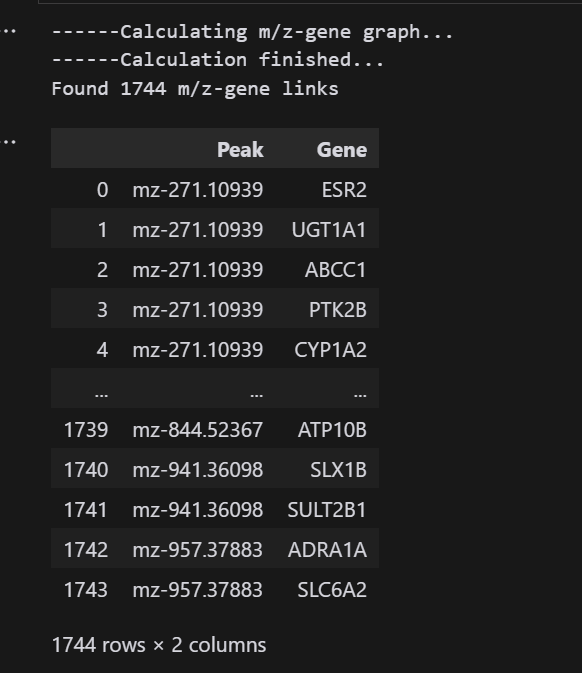 ------Calculating m/z-gene graph...
------Calculation finished...
Found 1744 m/z-gene links
Peak Gene
0 mz-271.10939 ESR2
1 mz-271.10939 UGT1A1
2 mz-271.10939 ABCC1
3 mz-271.10939 PTK2B
4 mz-271.10939 CYP1A2
... ... ...
1739 mz-844.52367 ATP10B
1740 mz-941.36098 SLX1B
1741 mz-941.36098 SULT2B1
1742 mz-957.37883 ADRA1A
1743 mz-957.37883 SLC6A2
1744 rows × 2 columns